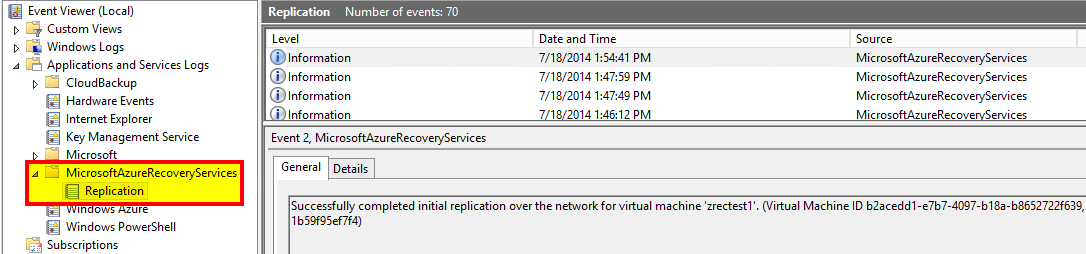 Event Viewer (Local)
Custom Views
Windows Logs
Applications and Services Logs
CloudBackup
Hardware Events
Internet Explorer
Key Management Service
Microsoft
MicrosoftAzureRecoveryServices
Replication
Windows Azure
Windows PowerShell
Subscriptions
Replication Number of events: 70
Level Date and Time Source
Information 7/18/2014 1:54:41 PM MicrosoftAzureRecoveryServices
Information 7/18/2014 1:47:59 PM MicrosoftAzureRecoveryServices
Information 7/18/2014 1:47:49 PM MicrosoftAzureRecoveryServices
Information 7/18/2014 1:46:12 PM MicrosoftAzureRecoveryServices
Event 2, MicrosoftAzureRecoveryServices
General Details
Successfully completed initial replication over the network for virtual machine 'zrectest1'. (Virtual Machine ID b2acedd1-e7b7-4097-b18a-b8652722f639,
1b59f95ef7f4)